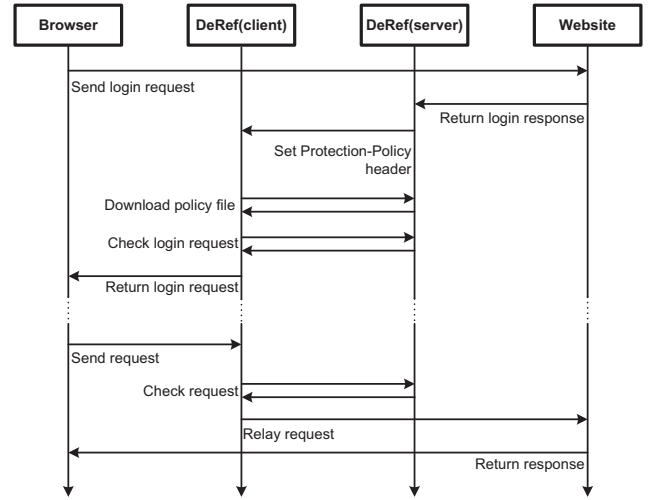 Browser
DeRef(client)
DeRef(server)
Website
Send login request
Return login response
Set Protection-Policy
header
Download policy file
Check login request
Return login request
Send request
Check request
Relay request
Return response